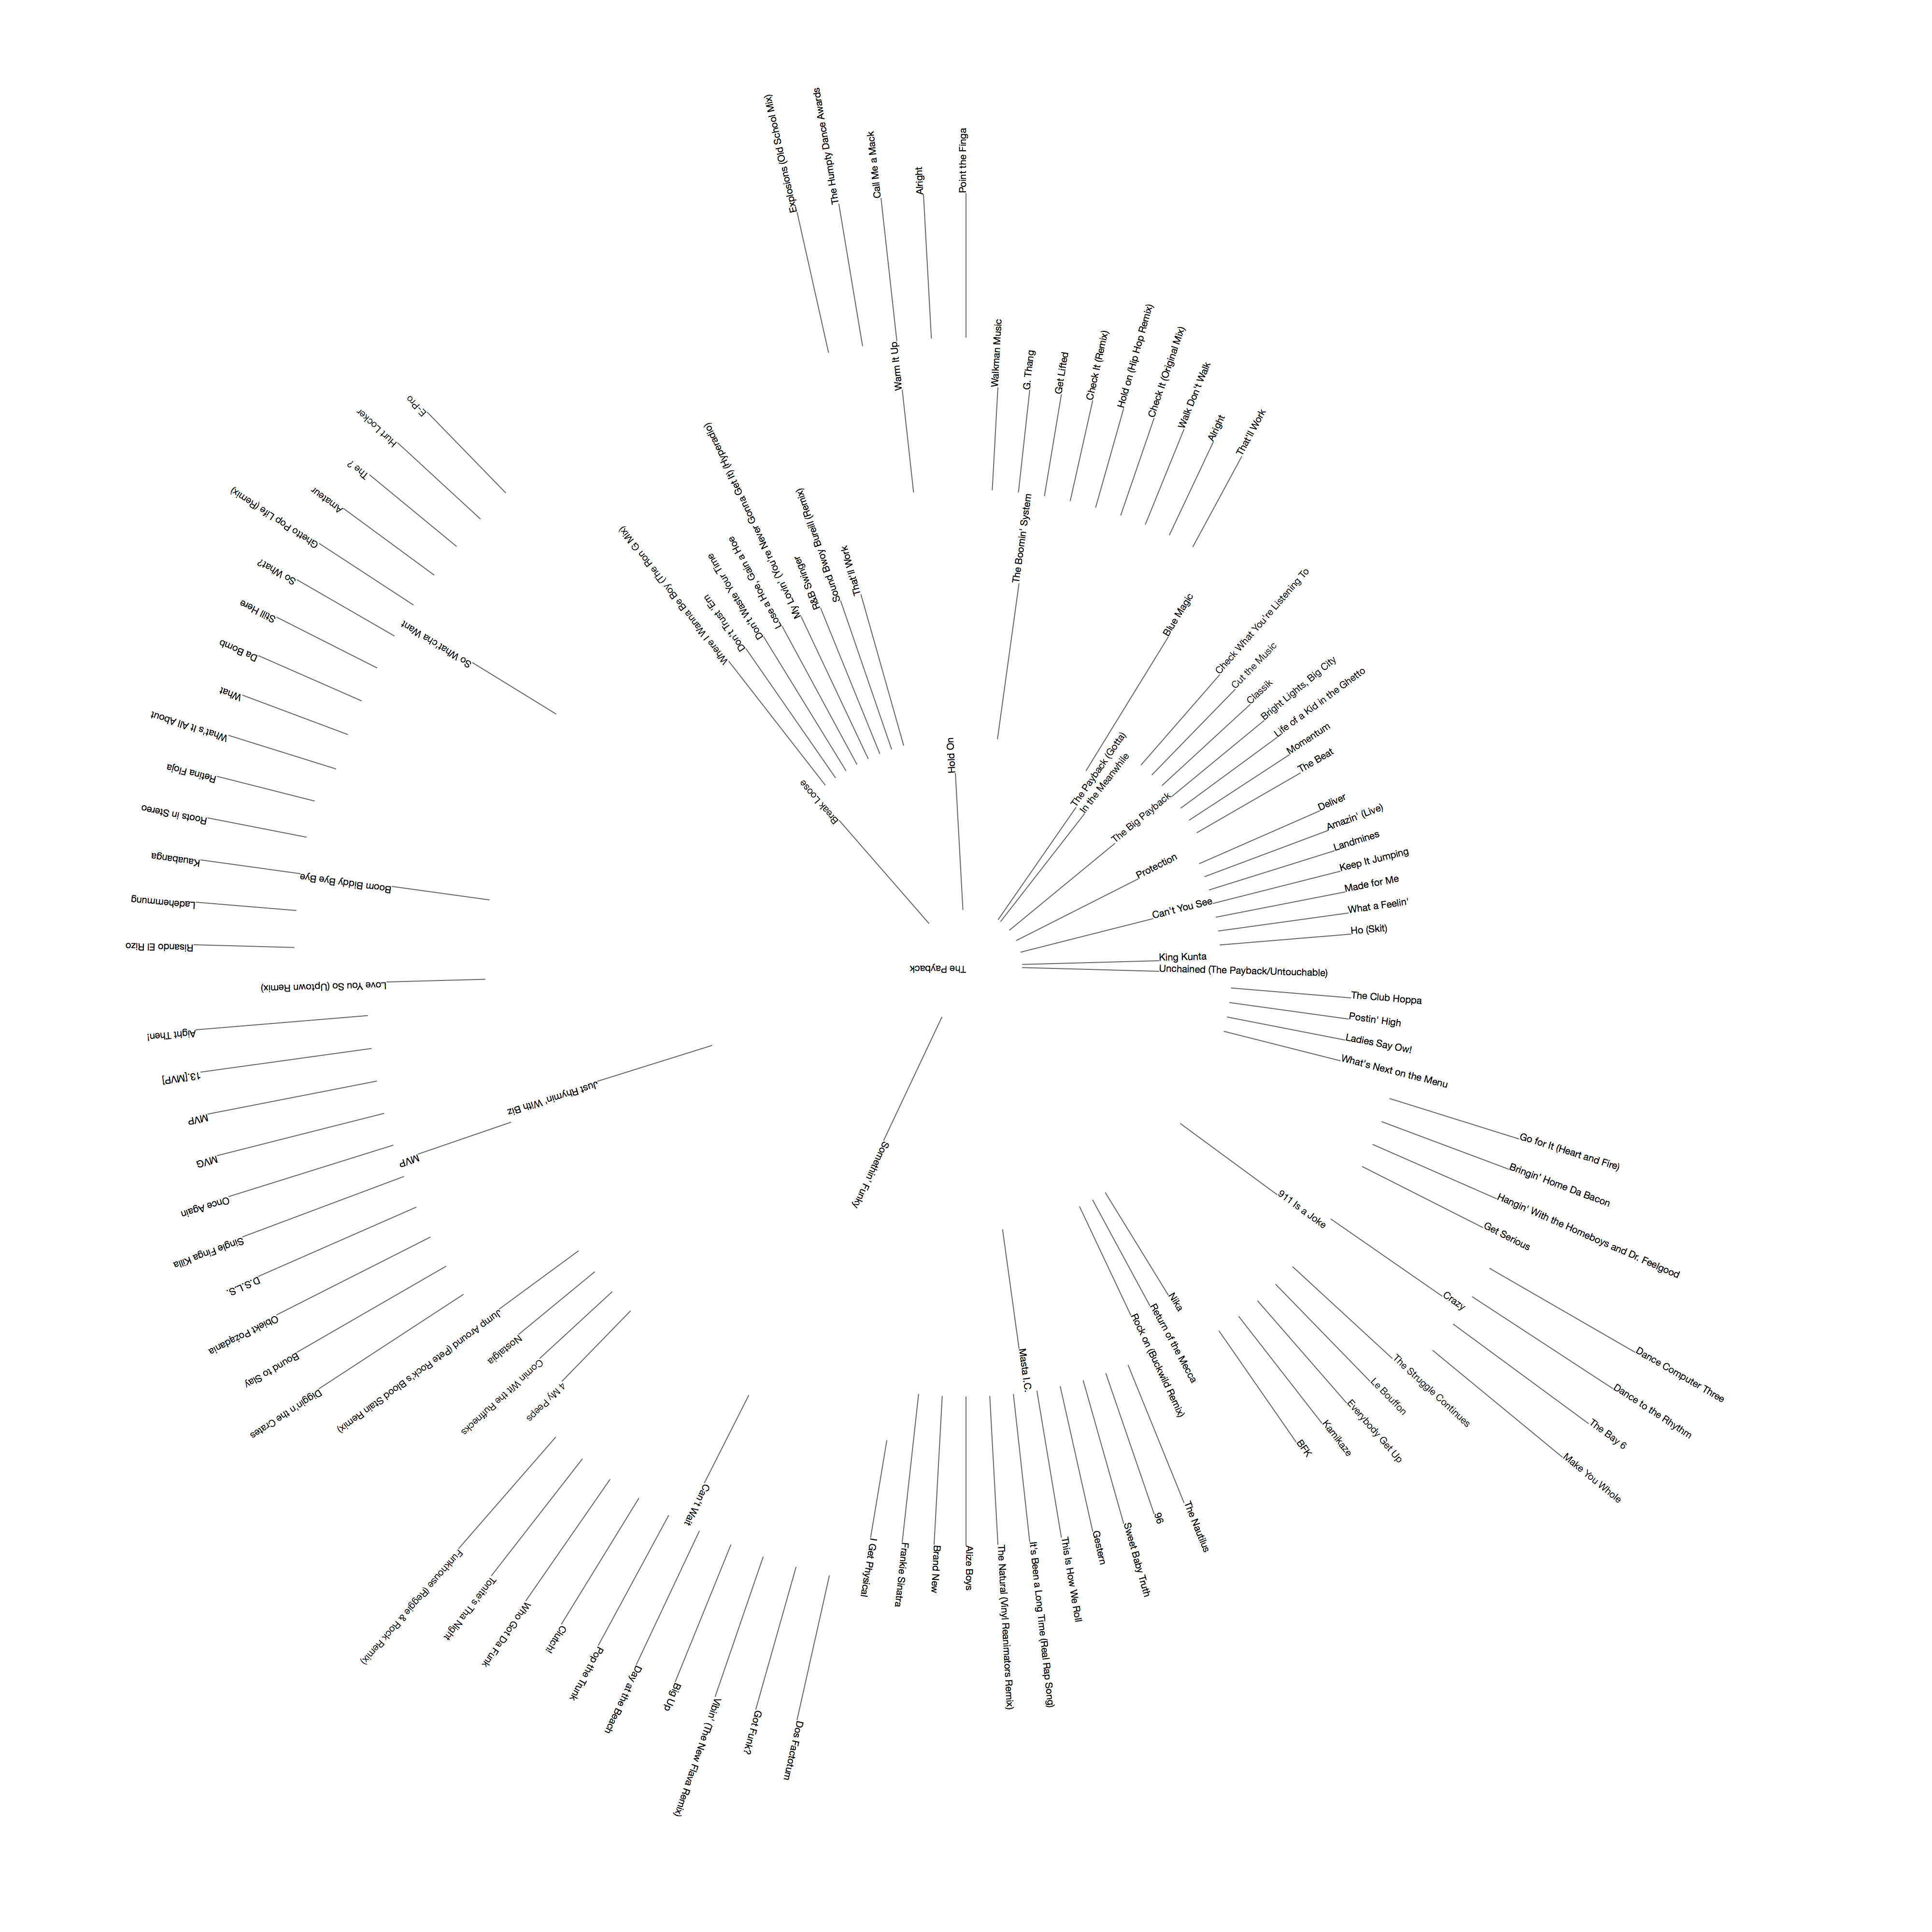 The Payback
Hold On
The Boomin' System
Warm It Up
Explosions (Old School Mix)
The Humpty Dance Awards
Call Me a Mack
Alright
Point the Finga
Walkman Music
G. Thang
Get Lifted
Check It (Remix)
Hold on (Hip Hop Remix)
Check It (Original Mix)
Walk Don't Walk
Alright
That'll Work
Blue Magic
The Payback (Gotta)
In the Meanwhile
The Big Payback
Check What You're Listening To
Cut the Music
Classik
Bright Lights, Big City
Life of a Kid in the Ghetto
Momentum
The Beat
Protection
Can't You See
Deliver
Amazin' (Live)
Landmines
Keep It Jumping
Made for Me
What a Feelin'
Ho (Skit)
King Kunta
Unchained (The Payback/Untouchable)
The Club Hoppa
Postin' High
Ladies Say Ow!
What's Next on the Menu
Go for It (Heart and Fire)
Bringin' Home Da Bacon
Hangin' With the Homeboys and Dr. Feelgood
Get Serious
911 Is a Joke
Crazy
Dance Computer Three
Dance to the Rhythm
The Bay 6
Make You Whole
The Struggle Continues
Le Bouffon
Everybody Get Up
Kamikaze
BFK
Nika
Return of the Mecca
Rock on (Buckwild Remix)
Masta I.C.
The Nautilus
96
Sweet Baby Truth
Gestern
This Is How We Roll
It's Been a Long Time (Real Rap Song)
The Natural (Vinyl Reanimators Remix)
Alize Boys
Brand New
Frankie Sinatra
I Get Physical
Somethin' Funky
Can't Wait
Dos Factotum
Got Funk?
Vibin' (The New Flava Remix)
Big Up
Day at the Beach
Pop the Trunk
Clutch!
Who Got Da Funk
Tonite's Tha Night
Funkhouse (Reggie & Rock Remix)
4 My Peeps
Comin Wit the Ruffnecks
Nostalgia
Jump Around (Pete Rock's Blood Stain Remix)
Just Rhymin' With Biz
MVP
Diggin'n the Crates
Bound to Slay
Obiekt Pożądania
D.S.L.S.
Single Finga Killa
Once Again
MVG
MVP
13.[MVP]
Aight Then!
Love You So (Uptown Remix)
Risando El Rizo
Ladehemmung
Kauabanga
Boom Biddy Bye Bye
Roots in Stereo
Retina Floja
What's It All About
What
Da Bomb
Still Here
So What?
So What'cha Want
Ghetto Pop Life (Remix)
Amateur
The ?
Hurt Locker
E-Pro
Break Loose
Where I Wanna Be Boy (The Ron G Mix)
Don't Trust 'Em
Don't Waste Your Time
Lose a Hoe, Gain a Hoe
My Lovin' (You're Never Gonna Get It) (Hyperadio)
R&B Swinger
Sound Bwoy Bureill (Remix)
That'll Work